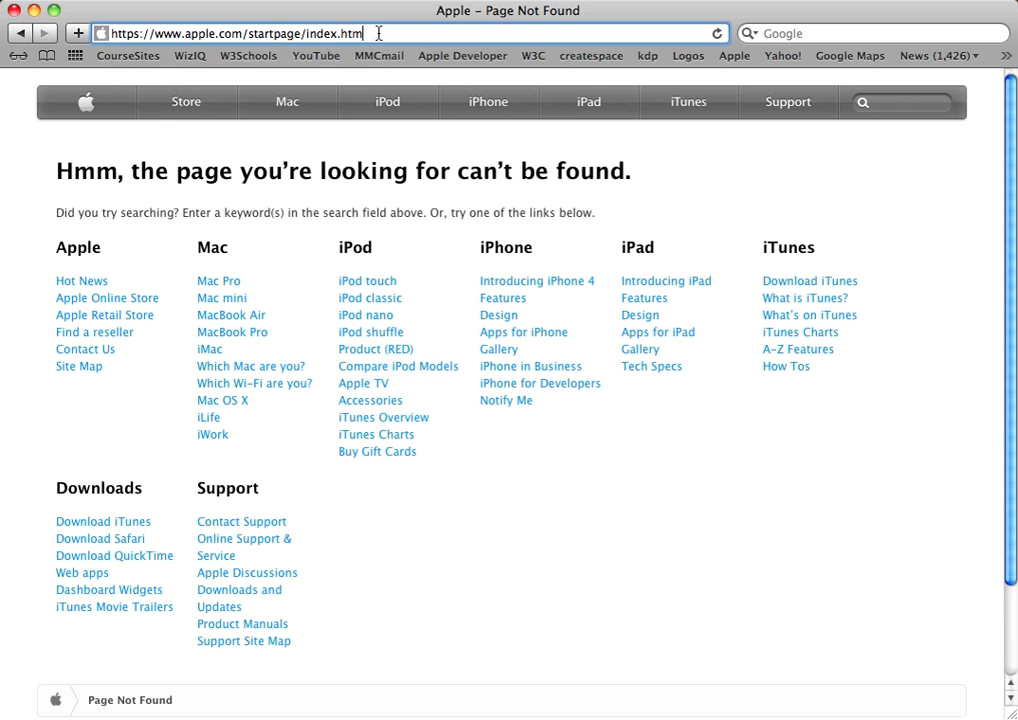 Apple – Page Not Found
https://www.apple.com/startpage/index.htm
Google
CourseSites WizIQ W3Schools YouTube MMCmail Apple Developer W3C createspace kdp Logos Apple Yahoo! Google Maps News (1,426)▾ »
Store Mac iPod iPhone iPad iTunes Support
Hmm, the page you’re looking for can’t be found.
Did you try searching? Enter a keyword(s) in the search field above. Or, try one of the links below.
Apple
Hot News
Apple Online Store
Apple Retail Store
Find a reseller
Contact Us
Site Map
Mac
Mac Pro
Mac mini
MacBook Air
MacBook Pro
iMac
Which Mac are you?
Which Wi-Fi are you?
Mac OS X
iLife
iWork
iPod
iPod touch
iPod classic
iPod nano
iPod shuffle
Product (RED)
Compare iPod Models
Apple TV
Accessories
iTunes Overview
iTunes Charts
Buy Gift Cards
iPhone
Introducing iPhone 4
Features
Design
Apps for iPhone
Gallery
iPhone in Business
iPhone for Developers
Notify Me
iPad
Introducing iPad
Features
Design
Apps for iPad
Gallery
Tech Specs
iTunes
Download iTunes
What is iTunes?
What’s on iTunes
iTunes Charts
A-Z Features
How Tos
Downloads
Download iTunes
Download Safari
Download QuickTime
Web apps
Dashboard Widgets
iTunes Movie Trailers
Support
Contact Support
Online Support &
Service
Apple Discussions
Downloads and
Updates
Product Manuals
Support Site Map
Page Not Found